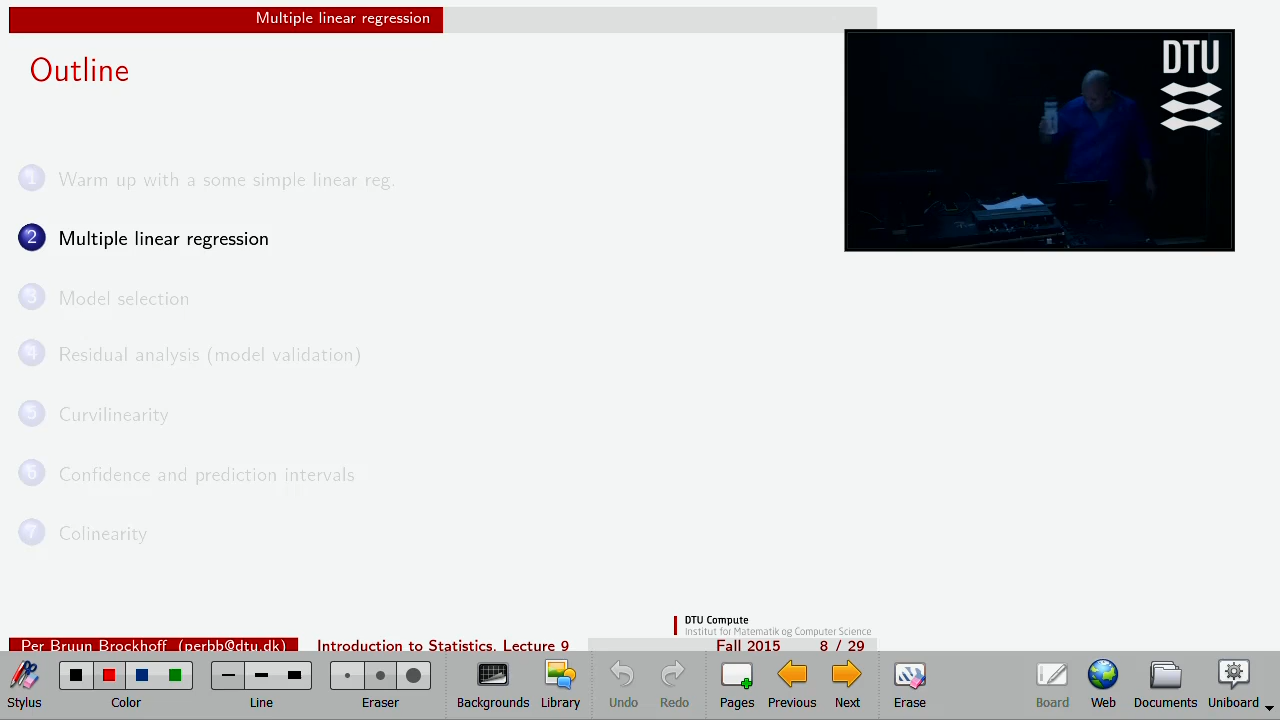 Multiple linear regression
Outline
DTU
1 Warm up with a some simple linear reg.
2 Multiple linear regression
3 Model selection
4 Residual analysis (model validation)
5 Curvilinearity
6 Confidence and prediction intervals
7 Colinearity
DTU Compute
Institut for Matematik og Computer Science
Per Bruun Brockhoff (perbb@dtu.dk) Introduction to Statistics, Lecture 9 Fall 2015 8 / 29
Stylus Color Line Eraser Backgrounds Library Undo Redo Pages Previous Next Erase Board Web Documents Uniboard